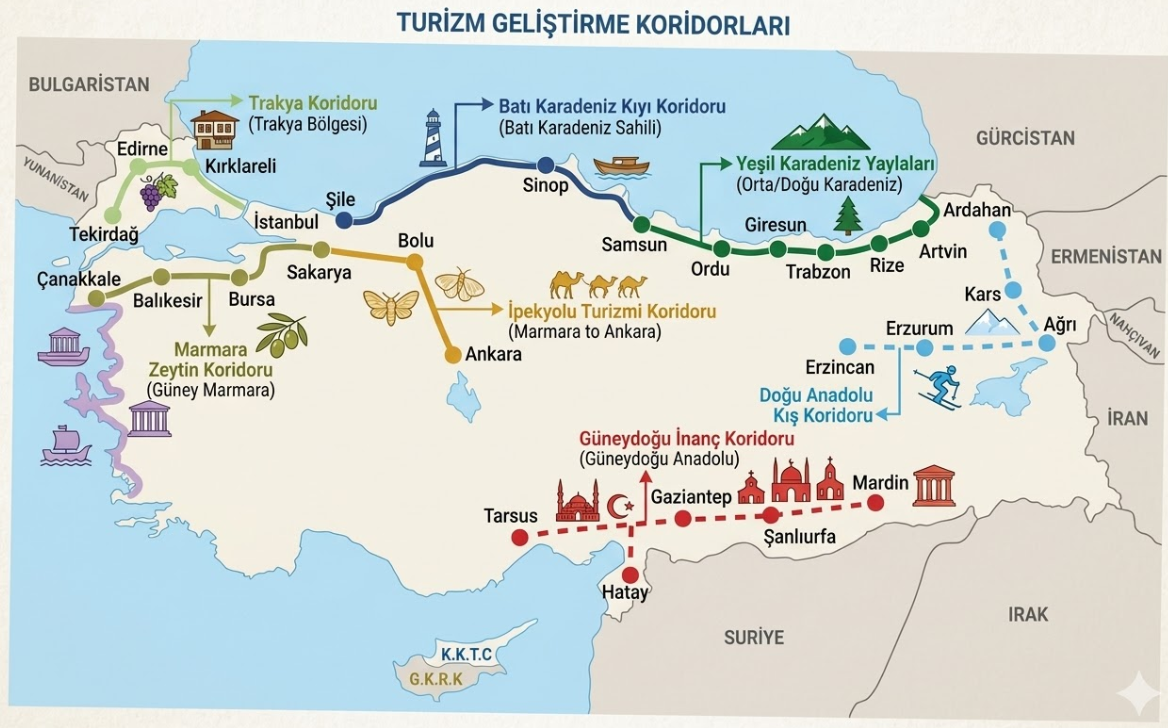 TURİZM GELİŞTİRME KORİDORLARI
BULGARİSTAN
YUNANİSTAN
GÜRCİSTAN
ERMENİSTAN
NAHÇIVAN
İRAN
IRAK
SURİYE
K.K.T.C
G.K.R.K
Trakya Koridoru
(Trakya Bölgesi)
Edirne
Kırklareli
Tekirdağ
İstanbul
Batı Karadeniz Kıyı Koridoru
(Batı Karadeniz Sahili)
Şile
Sinop
Yeşil Karadeniz Yaylaları
(Orta/Doğu Karadeniz)
Samsun
Ordu
Giresun
Trabzon
Rize
Artvin
Ardahan
Kars
Ağrı
Erzurum
Erzincan
Doğu Anadolu
Kış Koridoru
Çanakkale
Balıkesir
Bursa
Sakarya
Marmara
Zeytin Koridoru
(Güney Marmara)
Bolu
Ankara
İpekyolu Turizmi Koridoru
(Marmara to Ankara)
Güneydoğu İnanç Koridoru
(Güneydoğu Anadolu)
Tarsus
Hatay
Gaziantep
Şanlıurfa
Mardin